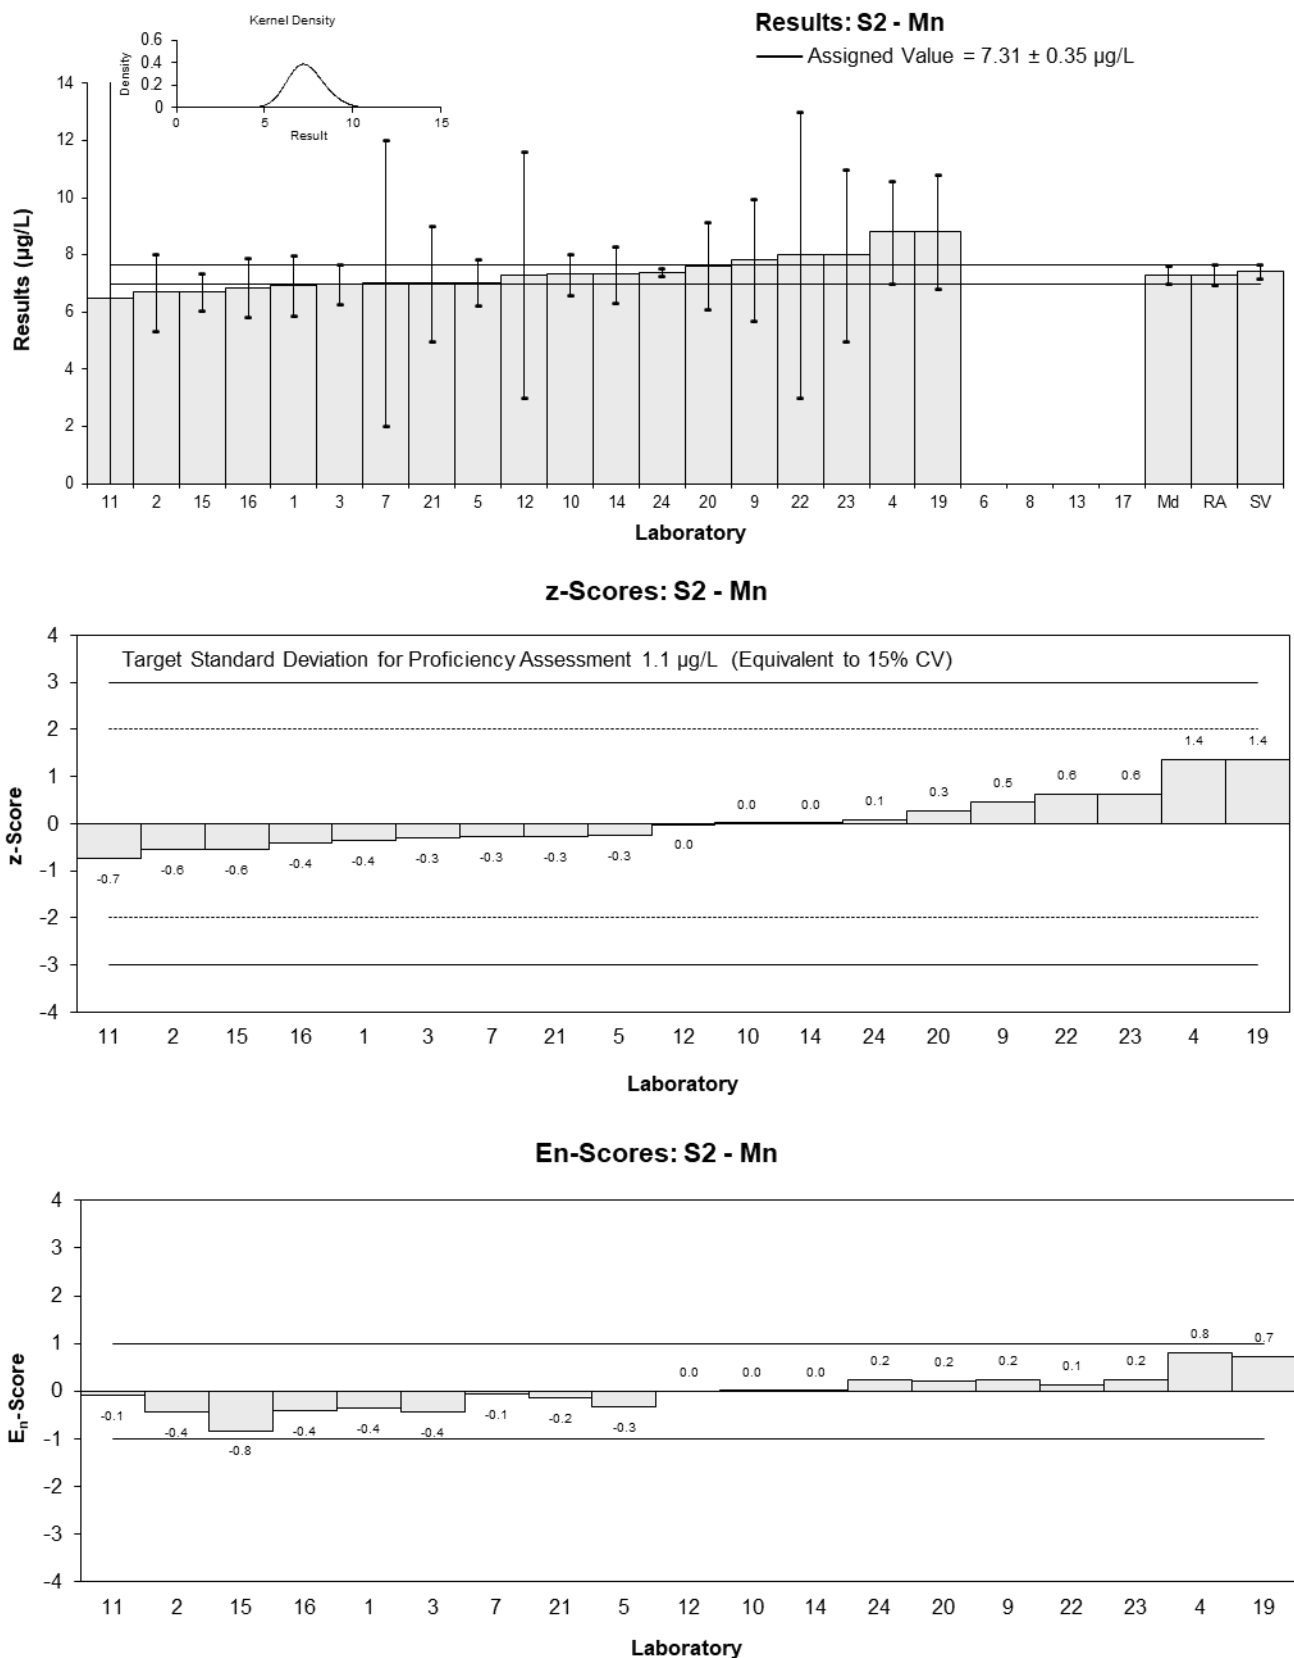 Results: S2 - Mn
Assigned Value = 7.31 ± 0.35 µg/L
Kernel Density
Density
0.6
0.4
0.2
0
0 5 10 15
Result
Results (µg/L)
14
12
10
8
6
4
2
0
11 2 15 16 1 3 7 21 5 12 10 14 24 20 9 22 23 4 19 6 8 13 17 Md RA SV
Laboratory
z-Scores: S2 - Mn
Target Standard Deviation for Proficiency Assessment 1.1 µg/L (Equivalent to 15% CV)
z-Score
4
3
2
1
0
-1
-2
-3
-4
-0.7 -0.6 -0.6 -0.4 -0.4 -0.3 -0.3 -0.3 -0.3 0.0 0.0 0.0 0.1 0.3 0.5 0.6 0.6 1.4 1.4
11 2 15 16 1 3 7 21 5 12 10 14 24 20 9 22 23 4 19
Laboratory
En-Scores: S2 - Mn
En-Score
4
3
2
1
0
-1
-2
-3
-4
-0.1 -0.4 -0.8 -0.4 -0.4 -0.4 -0.1 -0.2 -0.3 0.0 0.0 0.0 0.2 0.2 0.2 0.1 0.2 0.8 0.7
11 2 15 16 1 3 7 21 5 12 10 14 24 20 9 22 23 4 19
Laboratory